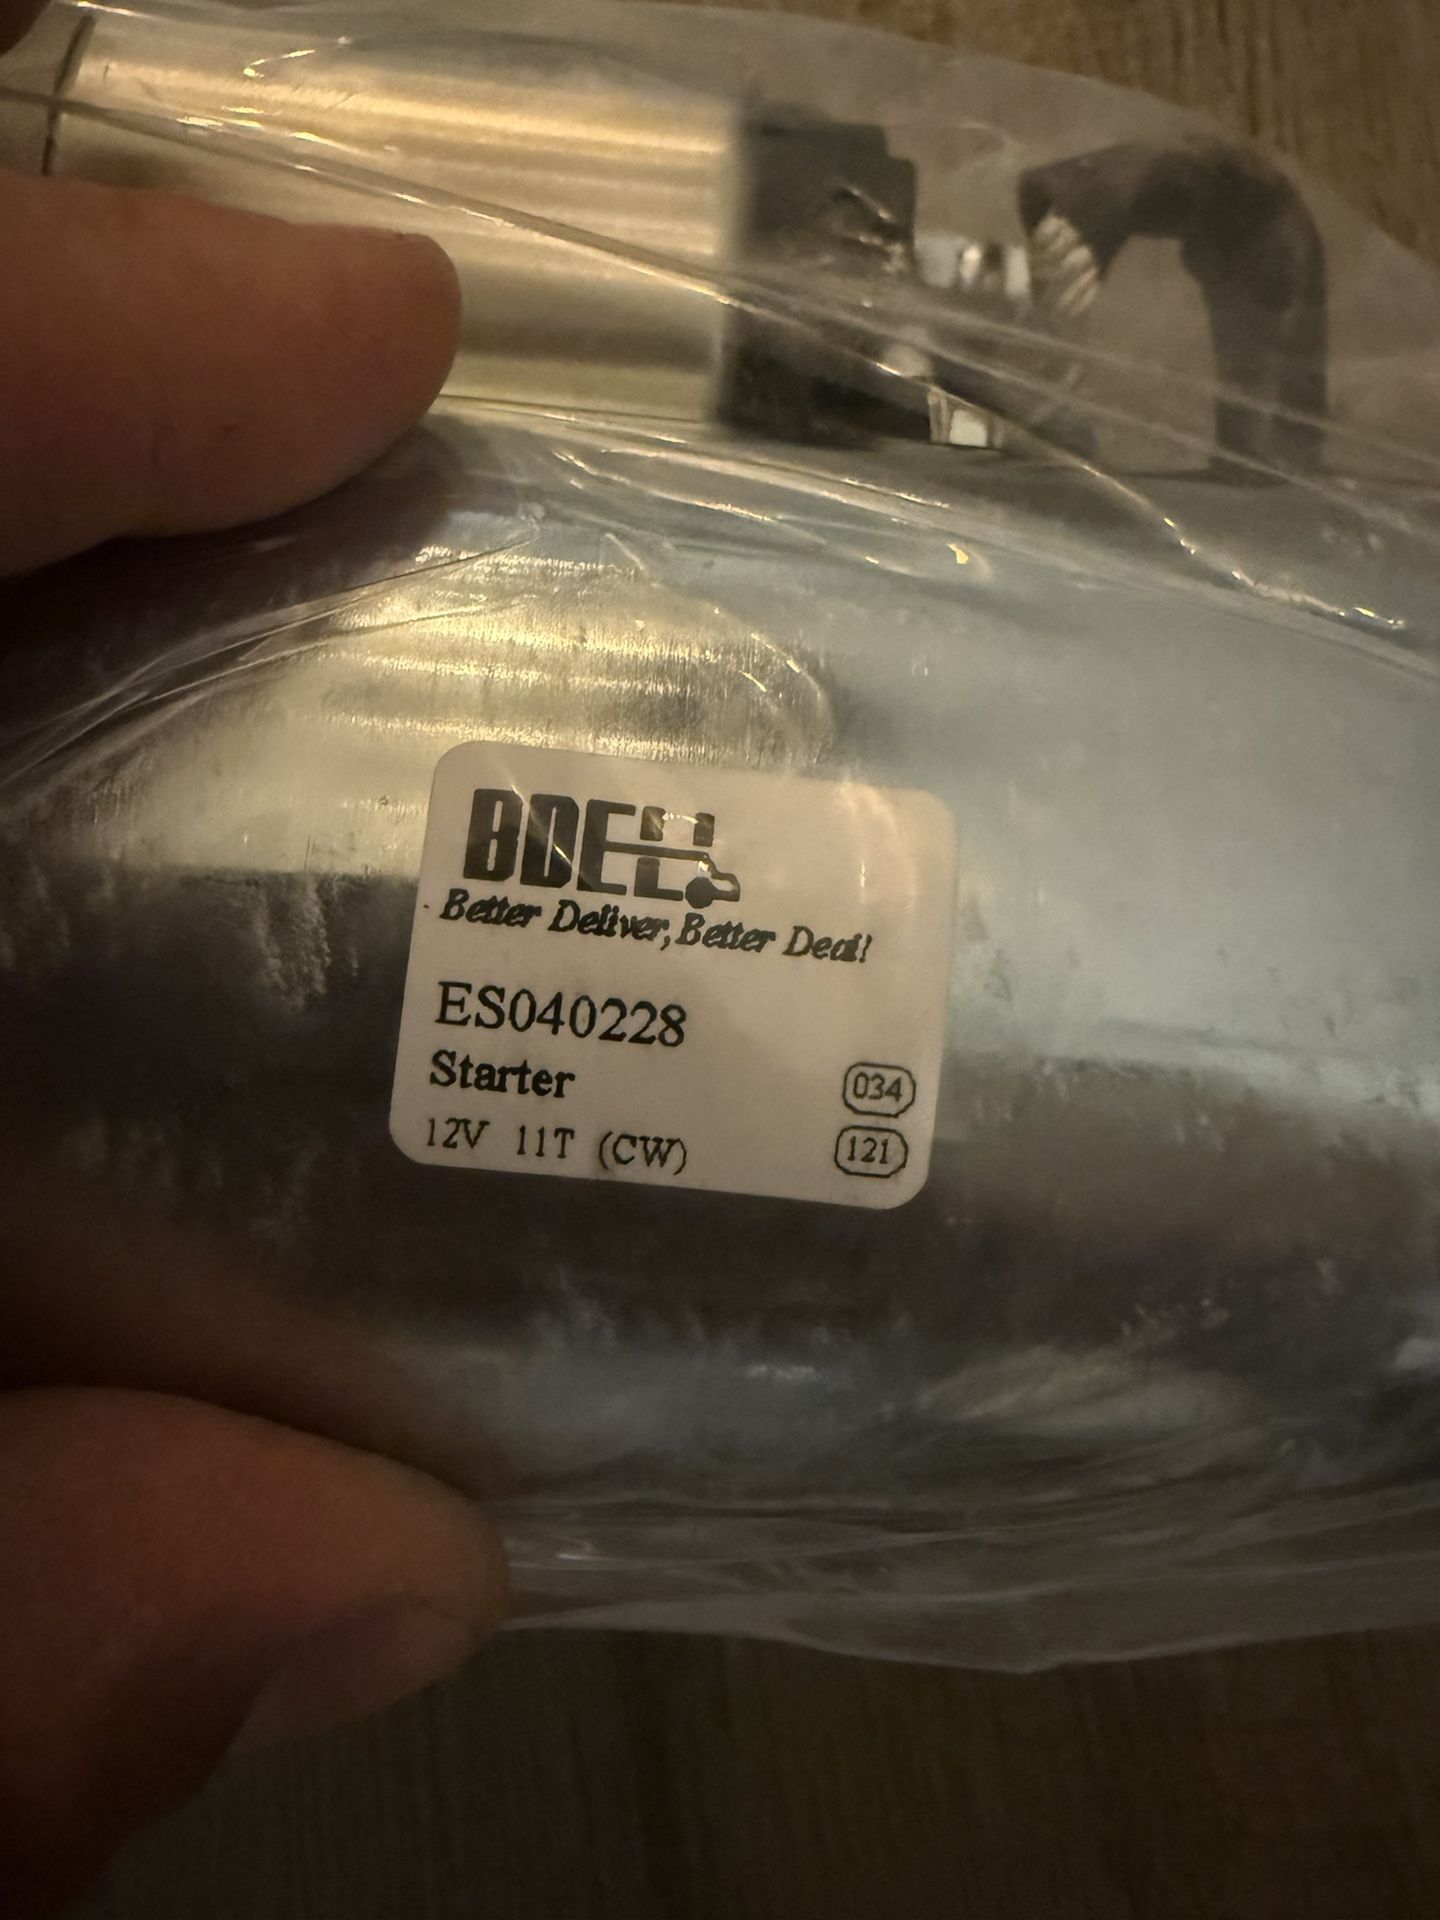 BDEL
Better Deliver, Better Deal!
ES040228
Starter
034
12V 11T (CW)
121